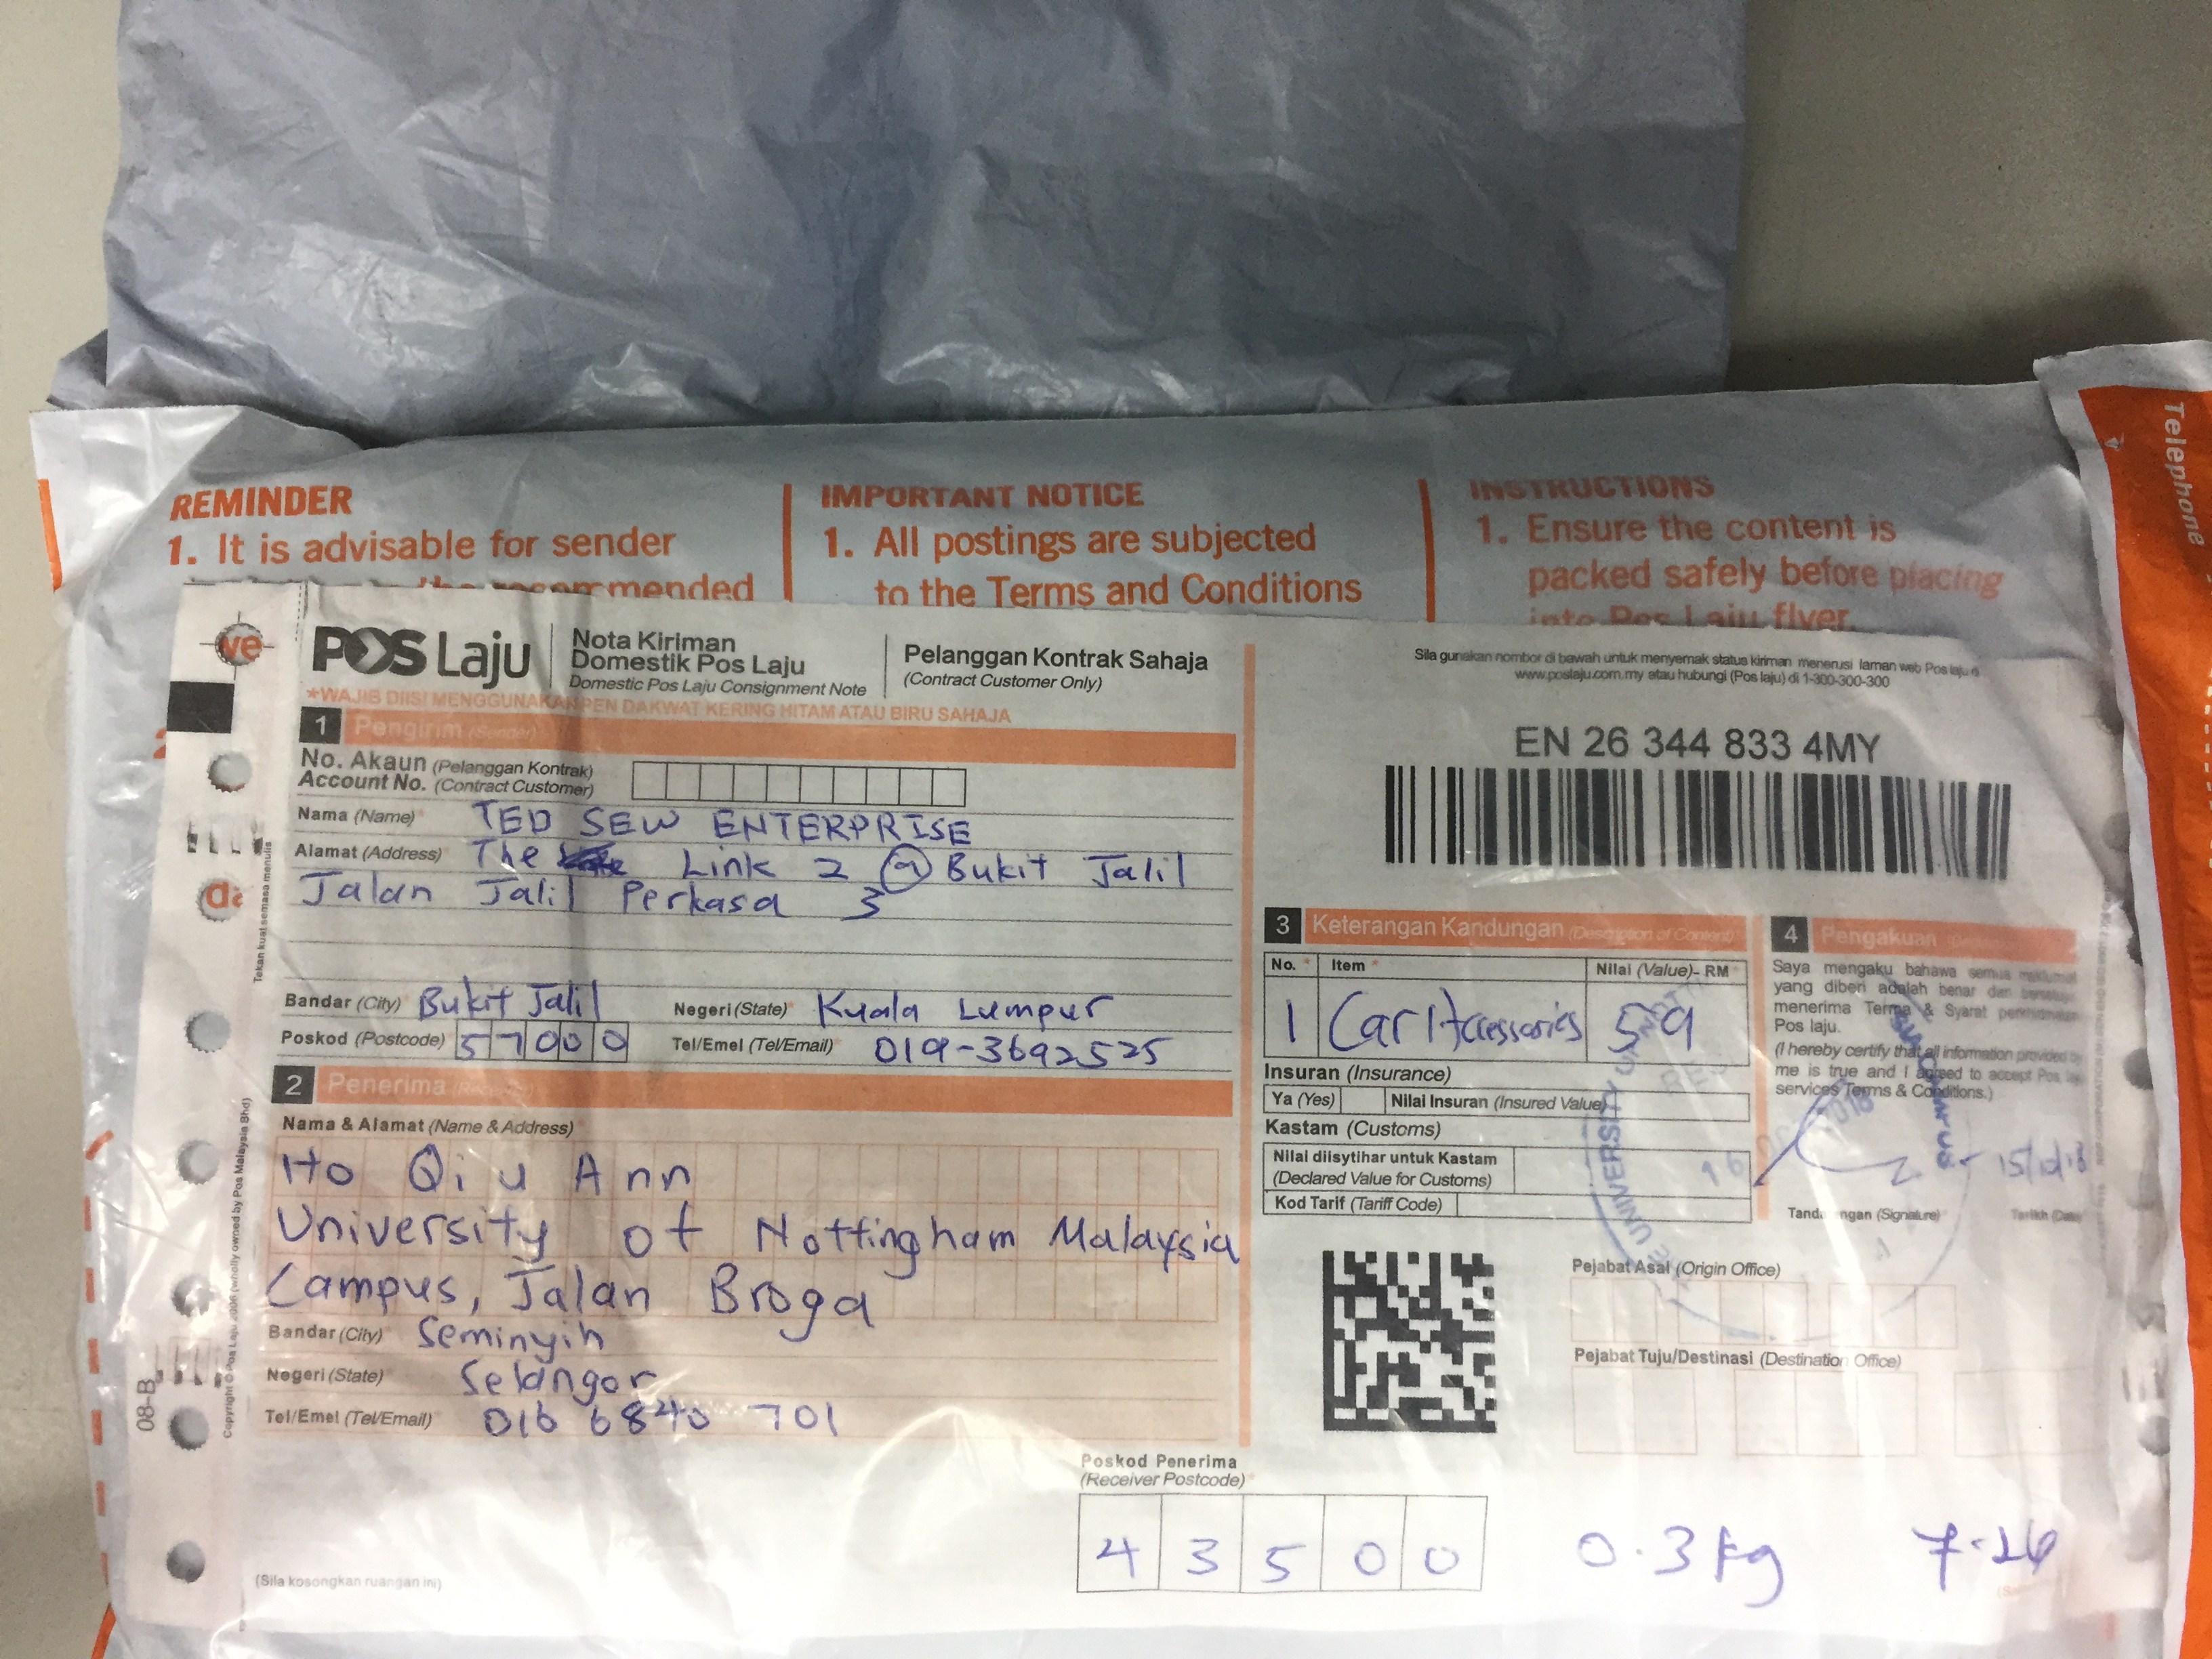 Telephone
REMINDER
1. It is advisable for sender
recommended
IMPORTANT NOTICE
1. All postings are subjected
to the Terms and Conditions
INSTRUCTIONS
1. Ensure the content is
packed safely before placing
into Pos Laju flyer.
POS Laju
Nota Kiriman
Domestik Pos Laju
Domestic Pos Laju Consignment Note
Pelanggan Kontrak Sahaja
(Contract Customer Only)
*WAJIB DIISI MENGGUNAKAN PEN DAKWAT KERING HITAM ATAU BIRU SAHAJA
Sila gunakan nombor di bawah untuk menyemak status kiriman menerusi laman web Pos laju di
www.poslaju.com.my atau hubungi (Pos laju) di 1-300-300-300
EN 26 344 833 4MY
1 Pengirim (Sender)
No. Akaun (Pelanggan Kontrak)
Account No. (Contract Customer)
Nama (Name)* TED SEW ENTERPRISE
Alamat (Address) The Link 2 @ Bukit Jalil
Jalan Jalil Perkasa 3
Bandar (City)* Bukit Jalil Negeri (State)* Kuala Lumpur
Poskod (Postcode) 57000 Tel/Emel (Tel/Email)* 019-3692525
2 Penerima
Nama & Alamat (Name & Address)*
Ho Qiu Ann
University of Nottingham Malaysia
Campus, Jalan Broga
Bandar (City) Seminyih
Negeri (State) Selangor
Tel/Emel (Tel/Email)* 016 6840 701
3 Keterangan Kandungan (Description of Content)
No.* Item* Nilai (Value)- RM*
1 Car Accessories 59
Insuran (Insurance)
Ya (Yes) Nilai Insuran (Insured Value)
Kastam (Customs)
Nilai diisytihar untuk Kastam
(Declared Value for Customs)
Kod Tarif (Tariff Code)
4 Pengakuan
Saya mengaku bahawa semua maklumat
yang diberi adalah benar dan bersetuju
menerima Terma & Syarat perkhidmatan
Pos laju.
(I hereby certify that all information provided by
me is true and I agreed to accept Pos laju
services Terms & Conditions.)
15/10/18
(Signature)* Tarikh (Date)
UNIVERSITY
Pejabat Asal (Origin Office)
Pejabat Tuju/Destinasi (Destination Office)
Poskod Penerima
(Receiver Postcode)*
43500
0.3 kg
(Sila kosongkan ruangan ini)
Tekan kuat semasa menulis
Copyright © Pos Laju 2006 (wholly owned by Pos Malaysia Bhd)
08-B